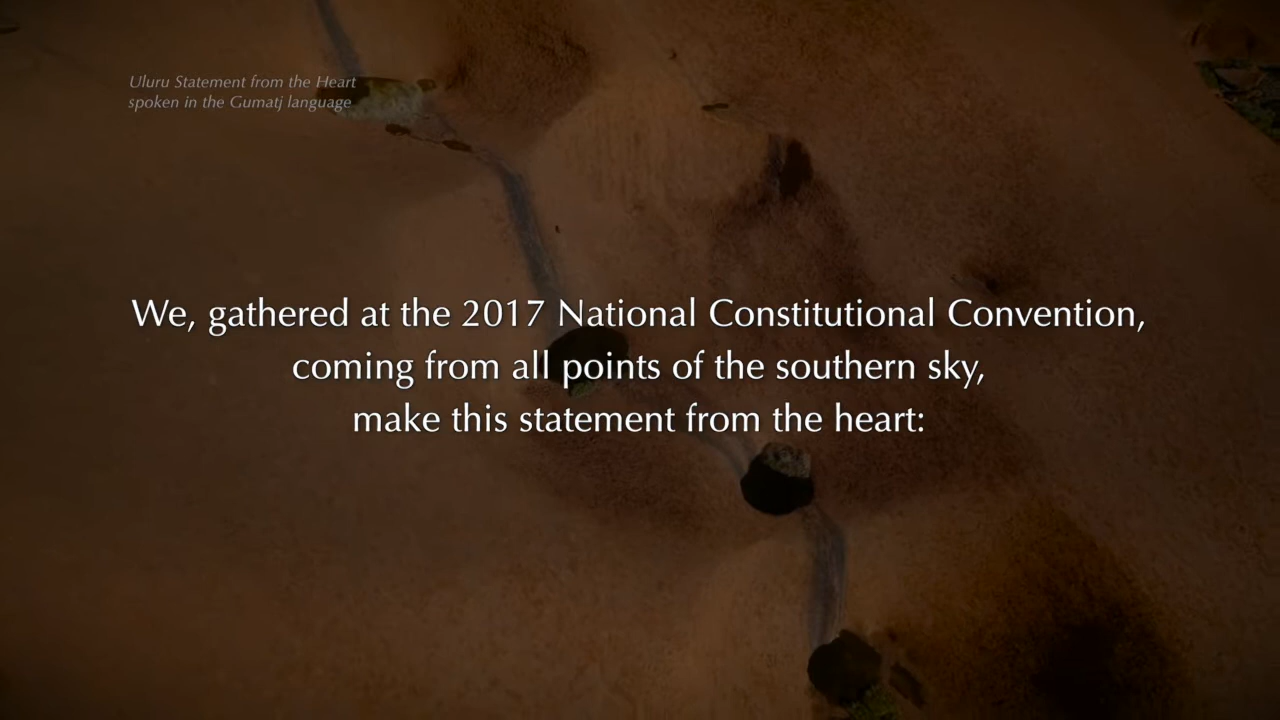 Uluru Statement from the Heart
spoken in the Gumatj language
We, gathered at the 2017 National Constitutional Convention,
coming from all points of the southern sky,
make this statement from the heart: